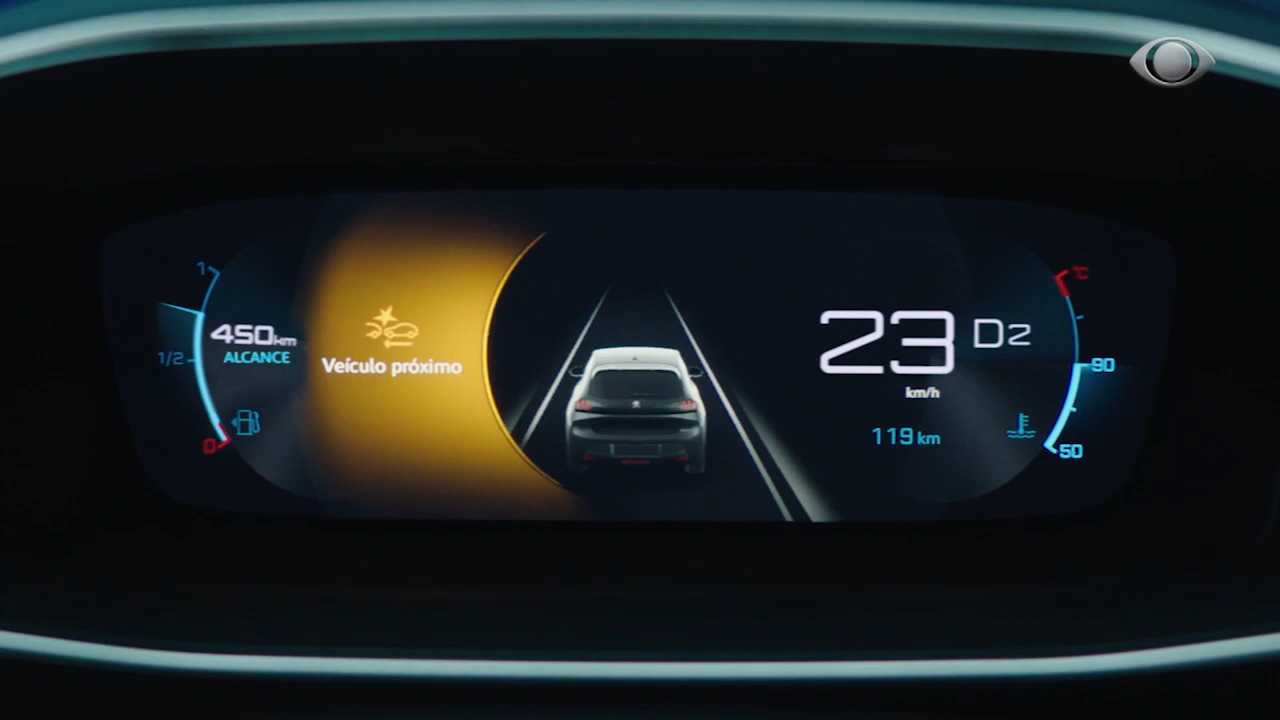 1
450km
ALCANCE
1/2
0
Veículo próximo
23 D2
km/h
119 km
°C
90
50